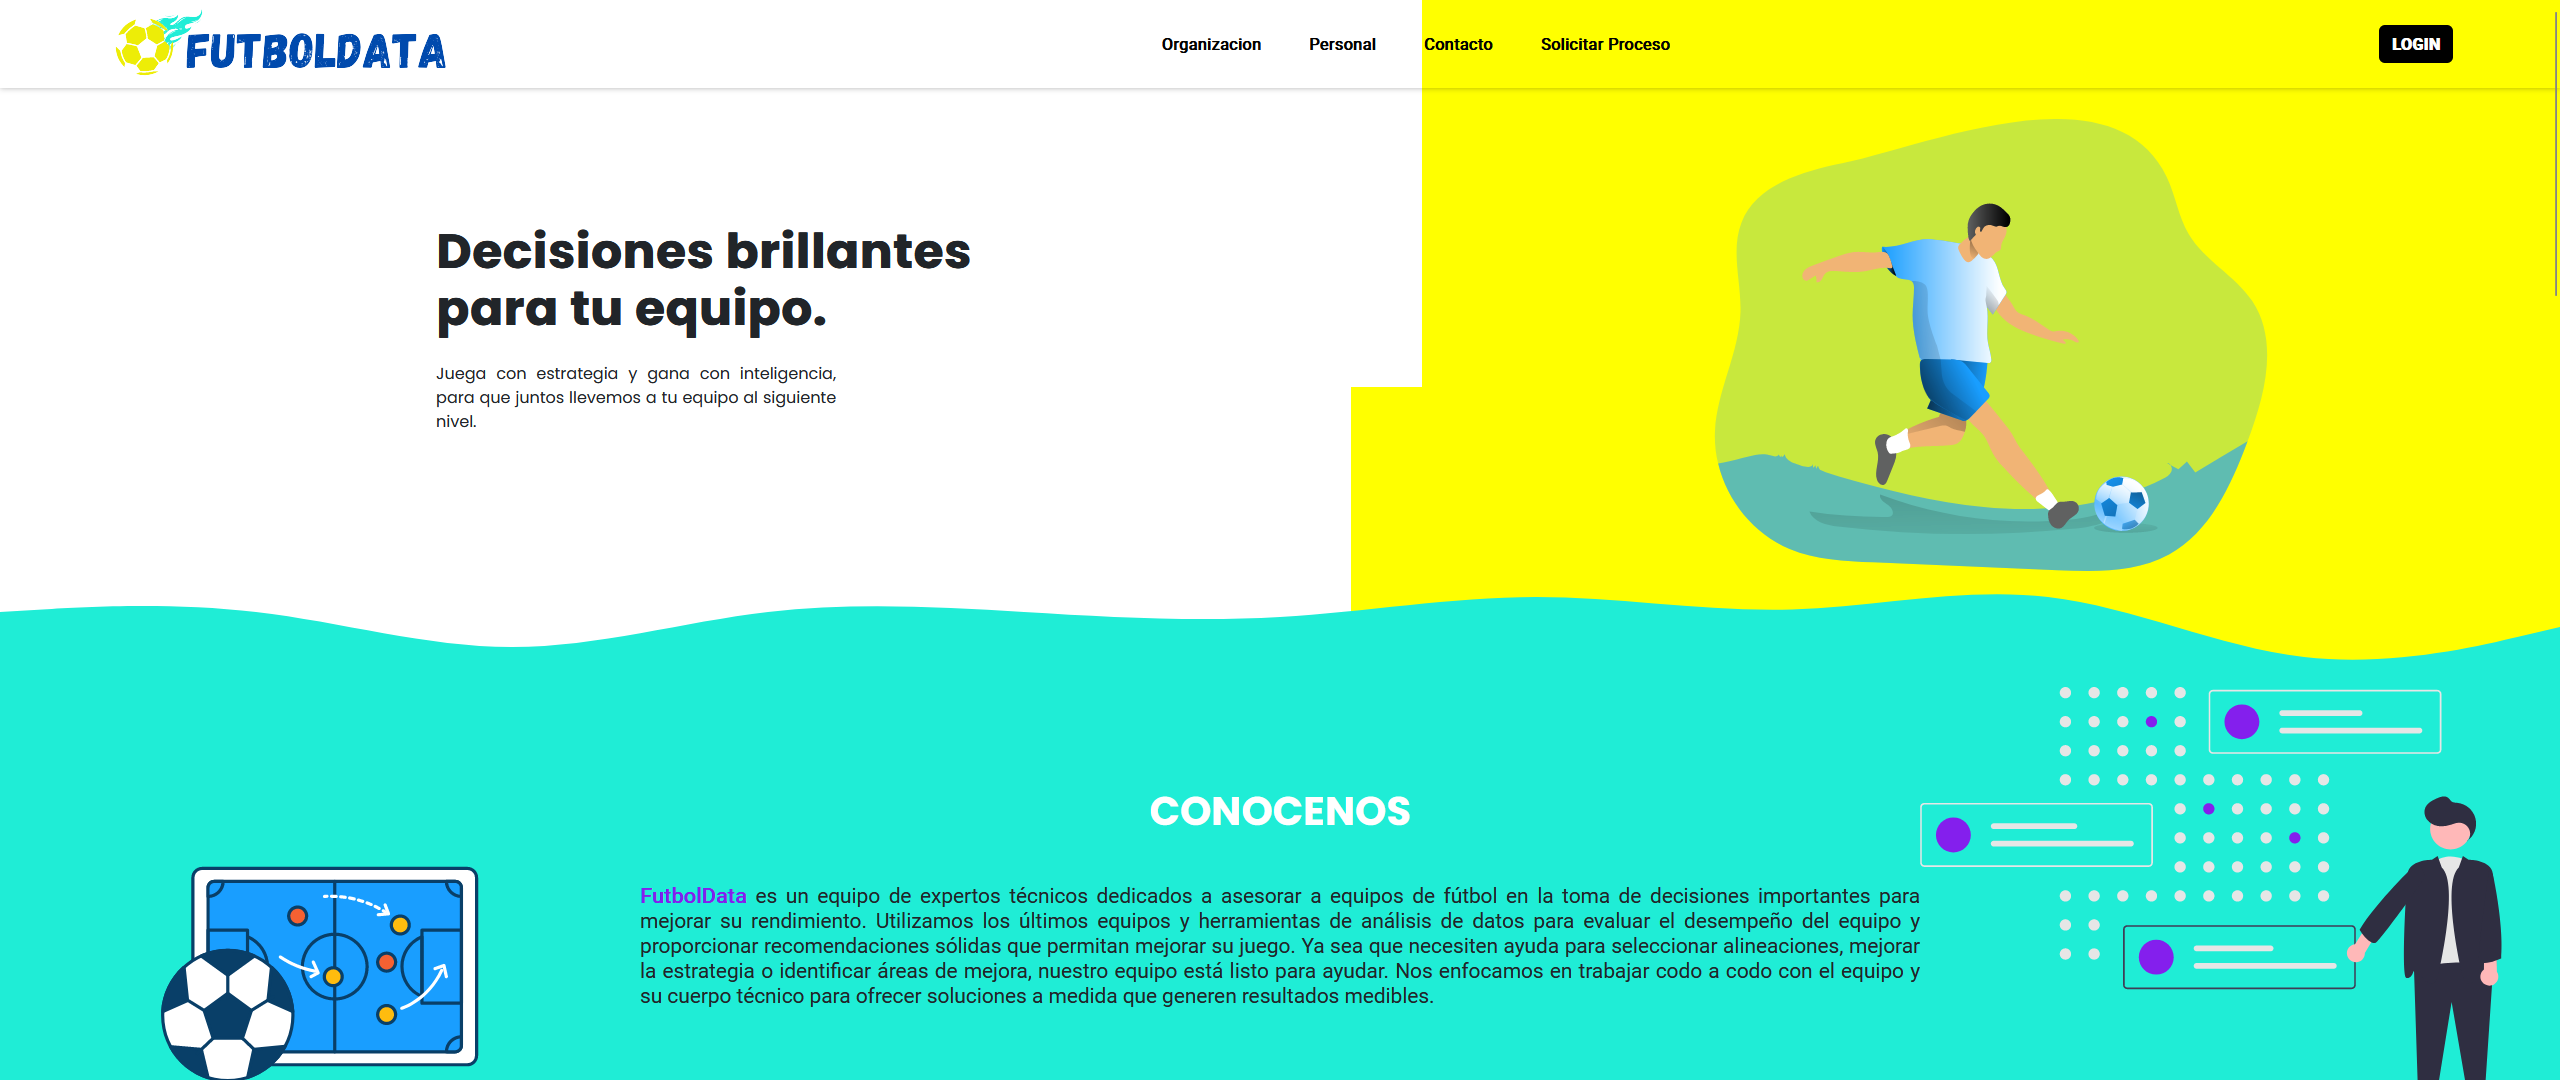 FUTBOLDATA
Organizacion Personal Contacto Solicitar Proceso LOGIN
Decisiones brillantes
para tu equipo.
Juega con estrategia y gana con inteligencia,
para que juntos llevemos a tu equipo al siguiente
nivel.
CONOCENOS
FutbolData es un equipo de expertos técnicos dedicados a asesorar a equipos de fútbol en la toma de decisiones importantes para
mejorar su rendimiento. Utilizamos los últimos equipos y herramientas de análisis de datos para evaluar el desempeño del equipo y
proporcionar recomendaciones sólidas que permitan mejorar su juego. Ya sea que necesiten ayuda para seleccionar alineaciones, mejorar
la estrategia o identificar áreas de mejora, nuestro equipo está listo para ayudar. Nos enfocamos en trabajar codo a codo con el equipo y
su cuerpo técnico para ofrecer soluciones a medida que generen resultados medibles.